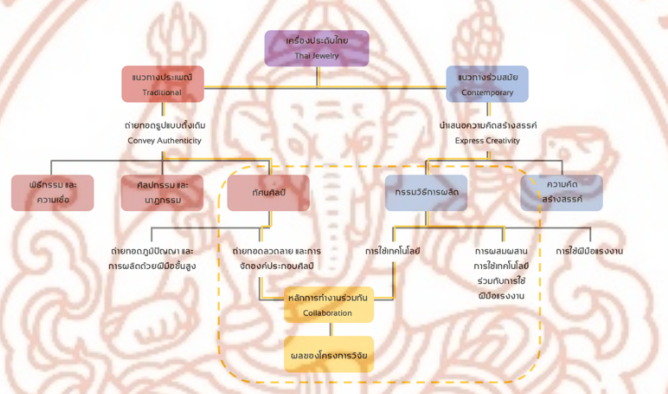 เครื่องประดับไทย
Thai Jewelry
แนวทางประเพณี
Traditional
แนวทางร่วมสมัย
Contemporary
ถ่ายทอดรูปแบบดั้งเดิม
Convey Authenticity
นำเสนอความคิดสร้างสรรค์
Express Creativity
พิธีกรรม และ
ความเชื่อ
ศิลปกรรม และ
นาฏกรรม
ทัศนศิลป์
กรรมวิธีการผลิต
ความคิด
สร้างสรรค์
ถ่ายทอดภูมิปัญญา และ
การผลิตด้วยฝีมือชั้นสูง
ถ่ายทอดลวดลาย และการ
จัดองค์ประกอบศิลป์
การใช้เทคโนโลยี
การผสมผสาน
การใช้เทคโนโลยี
ร่วมกับการใช้
ฝีมือแรงงาน
การใช้ฝีมือแรงงาน
หลักการทำงานร่วมกัน
Collaboration
ผลของโครงการวิจัย